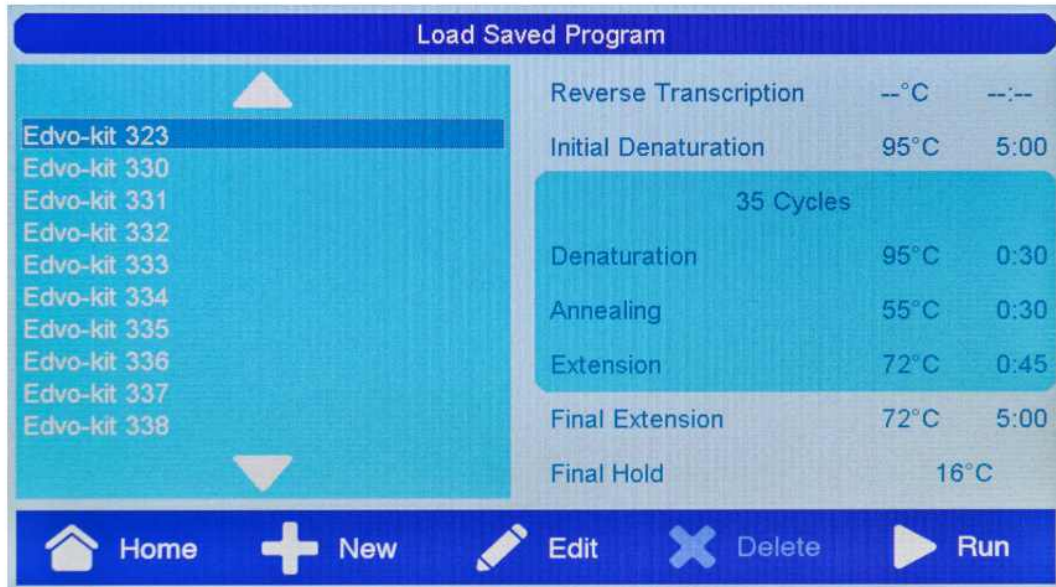 Load Saved Program
Edvo-kit 323
Edvo-kit 330
Edvo-kit 331
Edvo-kit 332
Edvo-kit 333
Edvo-kit 334
Edvo-kit 335
Edvo-kit 336
Edvo-kit 337
Edvo-kit 338
Reverse Transcription --°C --:--
Initial Denaturation 95°C 5:00
35 Cycles
Denaturation 95°C 0:30
Annealing 55°C 0:30
Extension 72°C 0:45
Final Extension 72°C 5:00
Final Hold 16°C
Home New Edit Delete Run